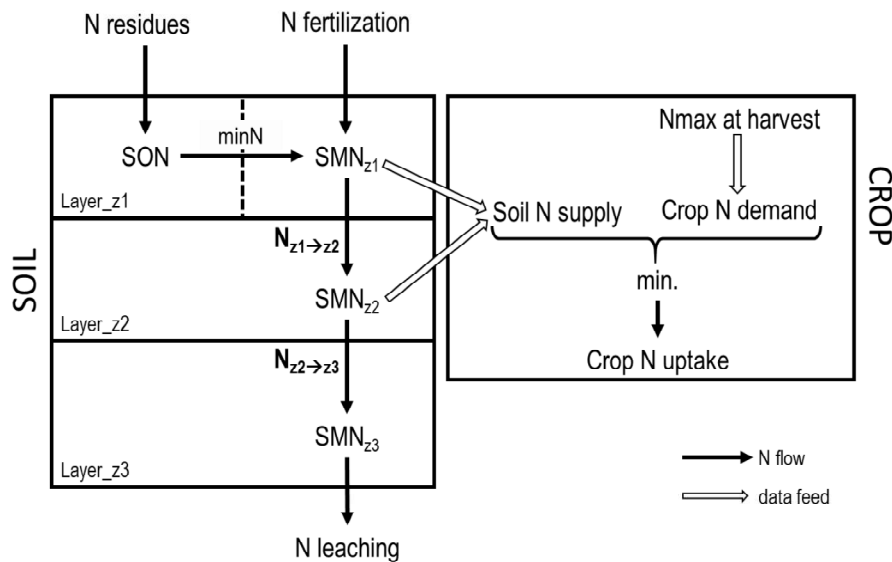 N residues
N fertilization
SON
minN
SMNz1
Layer_z1
Nz1→z2
SMNz2
Layer_z2
Nz2→z3
SMNz3
Layer_z3
N leaching
SOIL
Nmax at harvest
Soil N supply
Crop N demand
min.
Crop N uptake
CROP
N flow
data feed